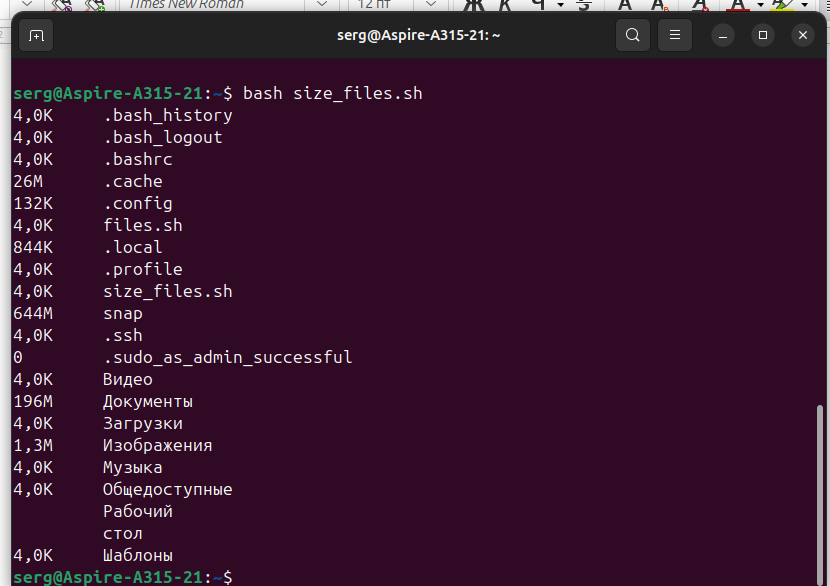 Times New Roman 12 пт Ж К Ч S A A A A
serg@Aspire-A315-21: ~
serg@Aspire-A315-21:~$ bash size_files.sh
4,0K .bash_history
4,0K .bash_logout
4,0K .bashrc
26M .cache
132K .config
4,0K files.sh
844K .local
4,0K .profile
4,0K size_files.sh
644M snap
4,0K .ssh
0 .sudo_as_admin_successful
4,0K Видео
196M Документы
4,0K Загрузки
1,3M Изображения
4,0K Музыка
4,0K Общедоступные
Рабочий
стол
4,0K Шаблоны
serg@Aspire-A315-21:~$